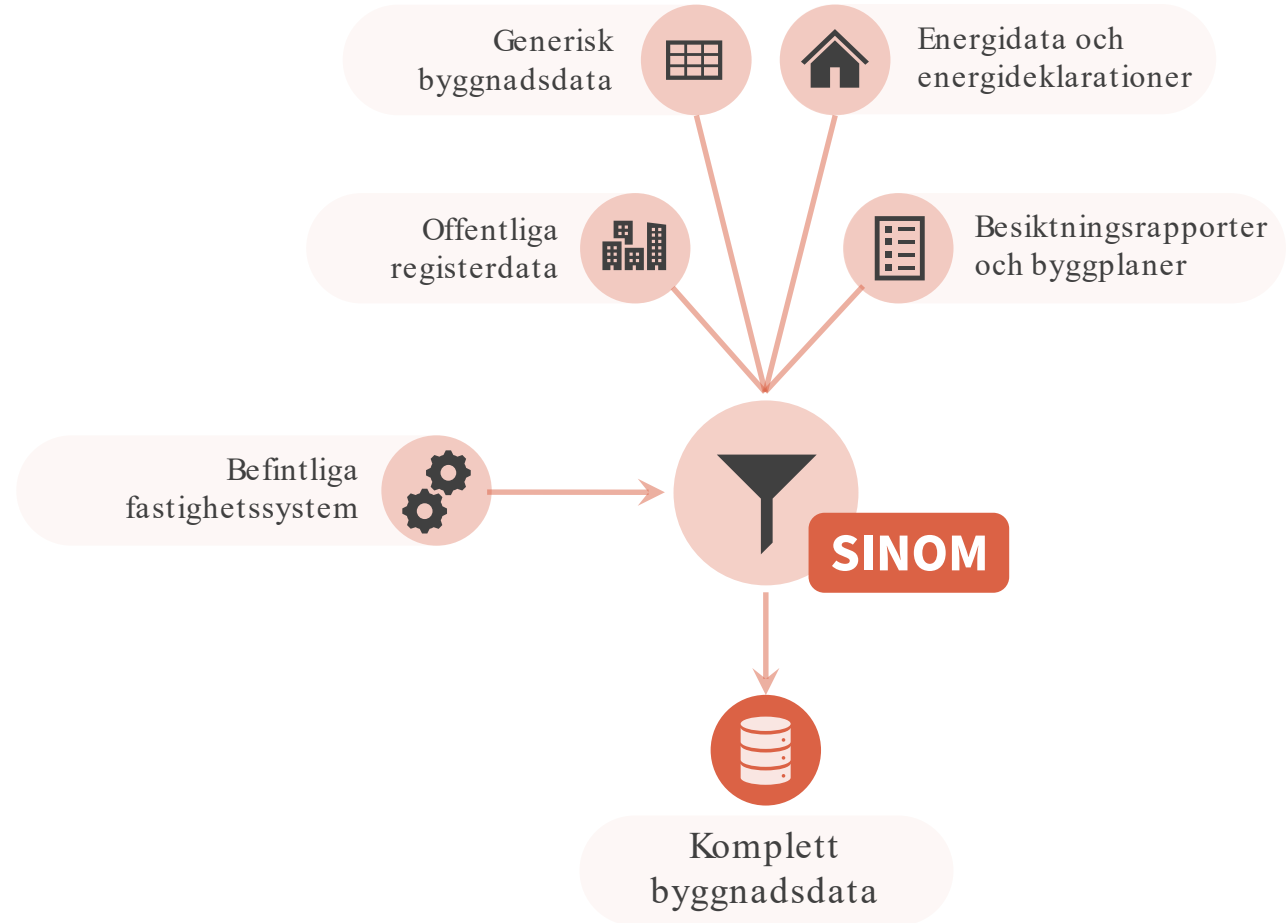 Generisk
byggnadsdata
Energidata och
energideklarationer
Offentliga
registerdata
Besiktningsrapporter
och byggplaner
Befintliga
fastighetssystem
SINOM
Komplett
byggnadsdata